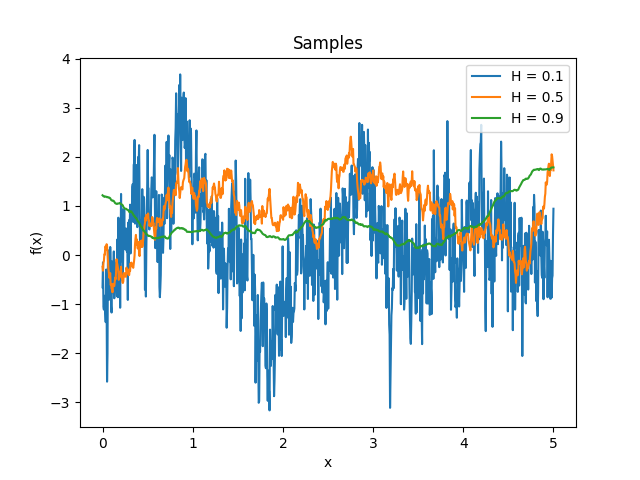 Samples
H = 0.1
H = 0.5
H = 0.9
4
3
2
1
0
−1
−2
−3
f(x)
0 1 2 3 4 5
x